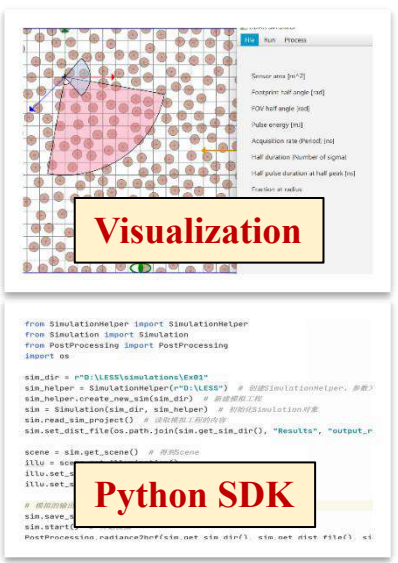 File Run Process
Sensor area [m^2]
Footprint half angle [rad]
FOV half angle [rad]
Pulse energy [mJ]
Acquisition rate (Period) [ns]
Half duration (Number of sigma)
Half pulse duration at half peak [ns]
Fraction at radius
Visualization
from SimulationHelper import SimulationHelper
from Simulation import Simulation
from PostProcessing import PostProcessing
import os
sim_dir = r"D:\LESS\simulations\Ex01"
sim_helper = SimulationHelper(r"D:\LESS") # 创建SimulationHelper，参数为
sim_helper.create_new_sim(sim_dir) # 新建模拟工程
sim = Simulation(sim_dir, sim_helper) # 初始化Simulation对象
sim.read_sim_project() # 读取模拟工程的内容
sim.set_dist_file(os.path.join(sim.get_sim_dir(), "Results", "output_r
scene = sim.get_scene() # 得到Scene
illu = sce
illu.set_s
illu.set_s
Python SDK
# 模拟的输出
sim.save_s
sim.start()
PostProcessing.radiance2brf(sim.get_sim_dir(), sim.get_dist_file(), si